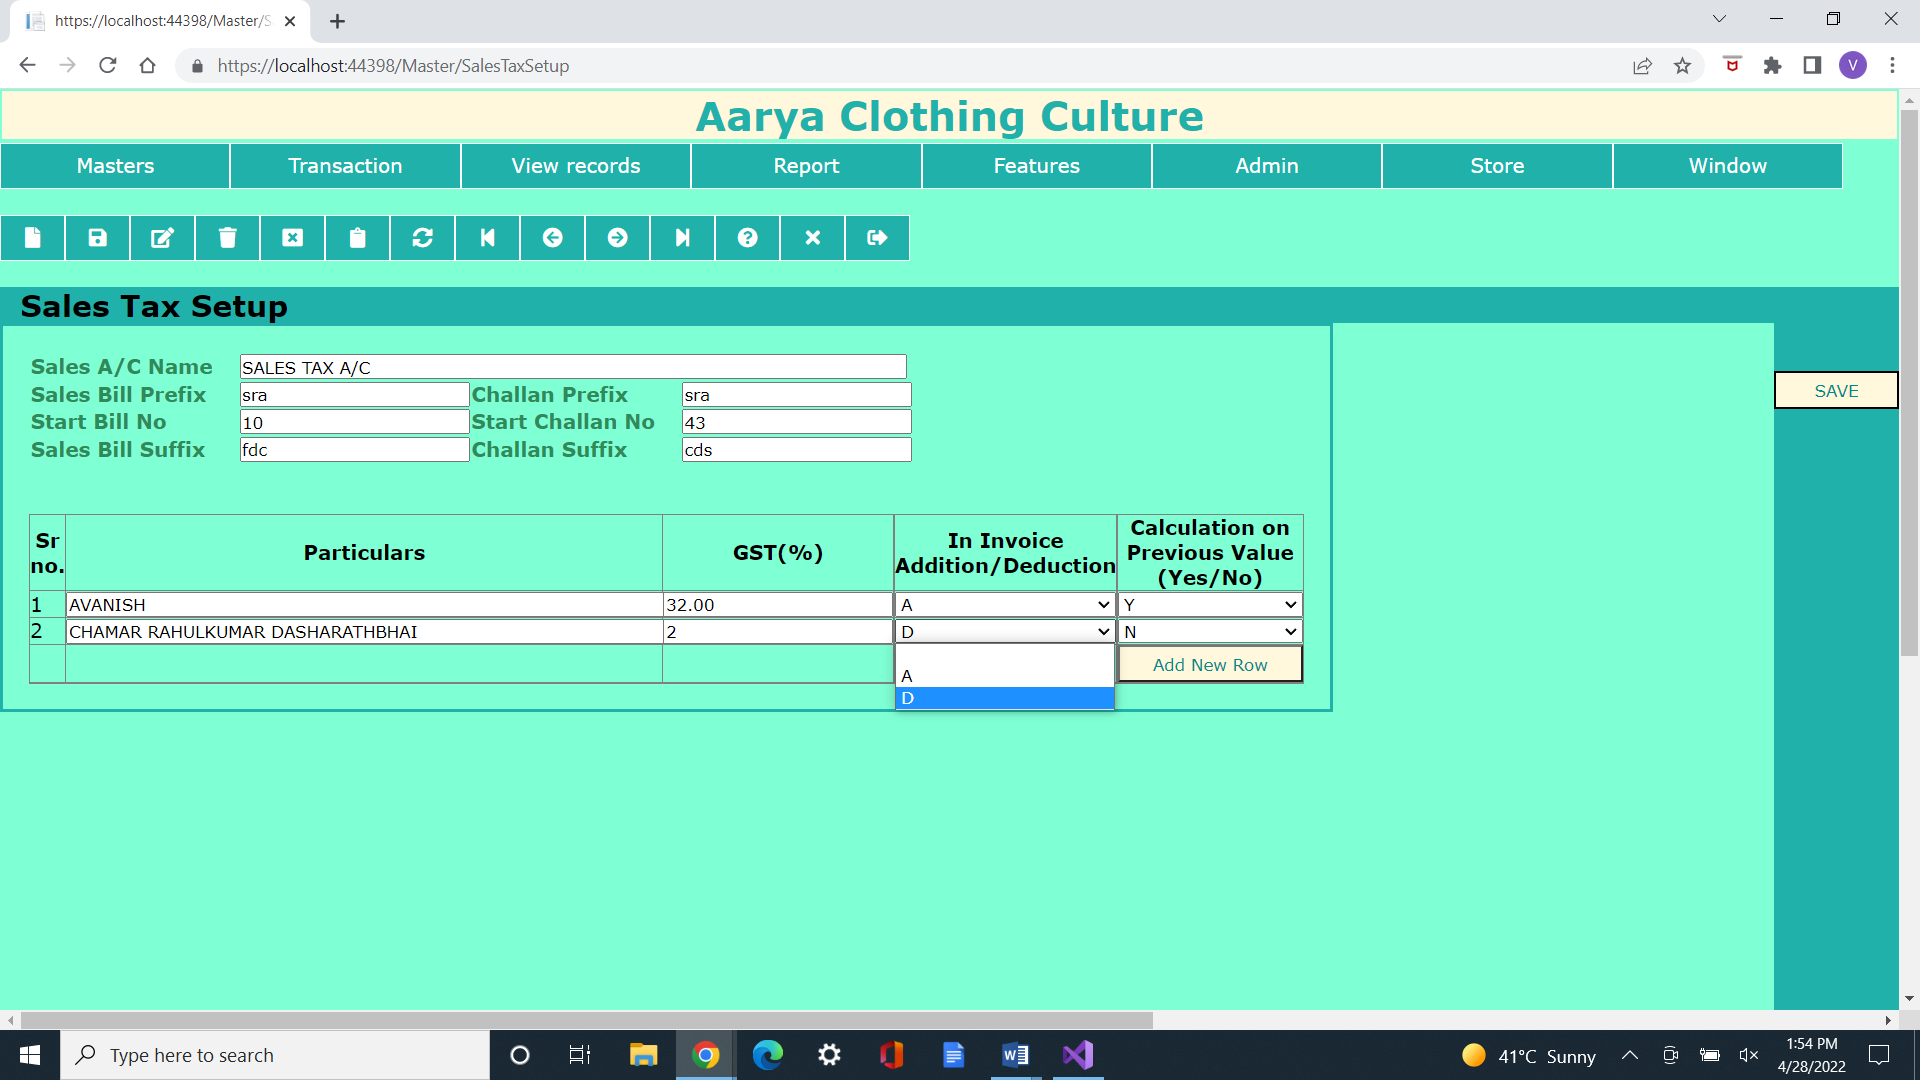 https://localhost:44398/Master/S
https://localhost:44398/Master/SalesTaxSetup
V
Aarya Clothing Culture
Masters Transaction View records Report Features Admin Store Window
Sales Tax Setup
Sales A/C Name SALES TAX A/C
Sales Bill Prefix sra Challan Prefix sra
SAVE
Start Bill No 10 Start Challan No 43
Sales Bill Suffix fdc Challan Suffix cds
Sr no. Particulars GST(%) In Invoice Addition/Deduction Calculation on Previous Value (Yes/No)
1 AVANISH 32.00 A Y
2 CHAMAR RAHULKUMAR DASHARATHBHAI 2 D N
A
D
Add New Row
Type here to search
41°C Sunny
1:54 PM
4/28/2022